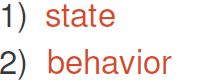 1) state
2) behavior